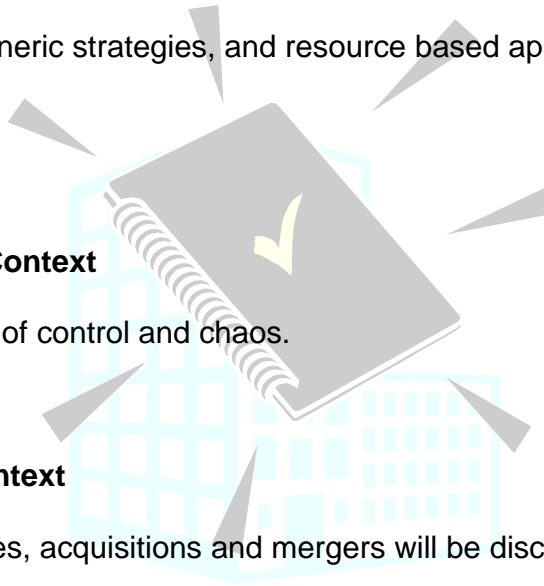 neric strategies, and resource based ap
Context
of control and chaos.
ntext
es, acquisitions and mergers will be disc